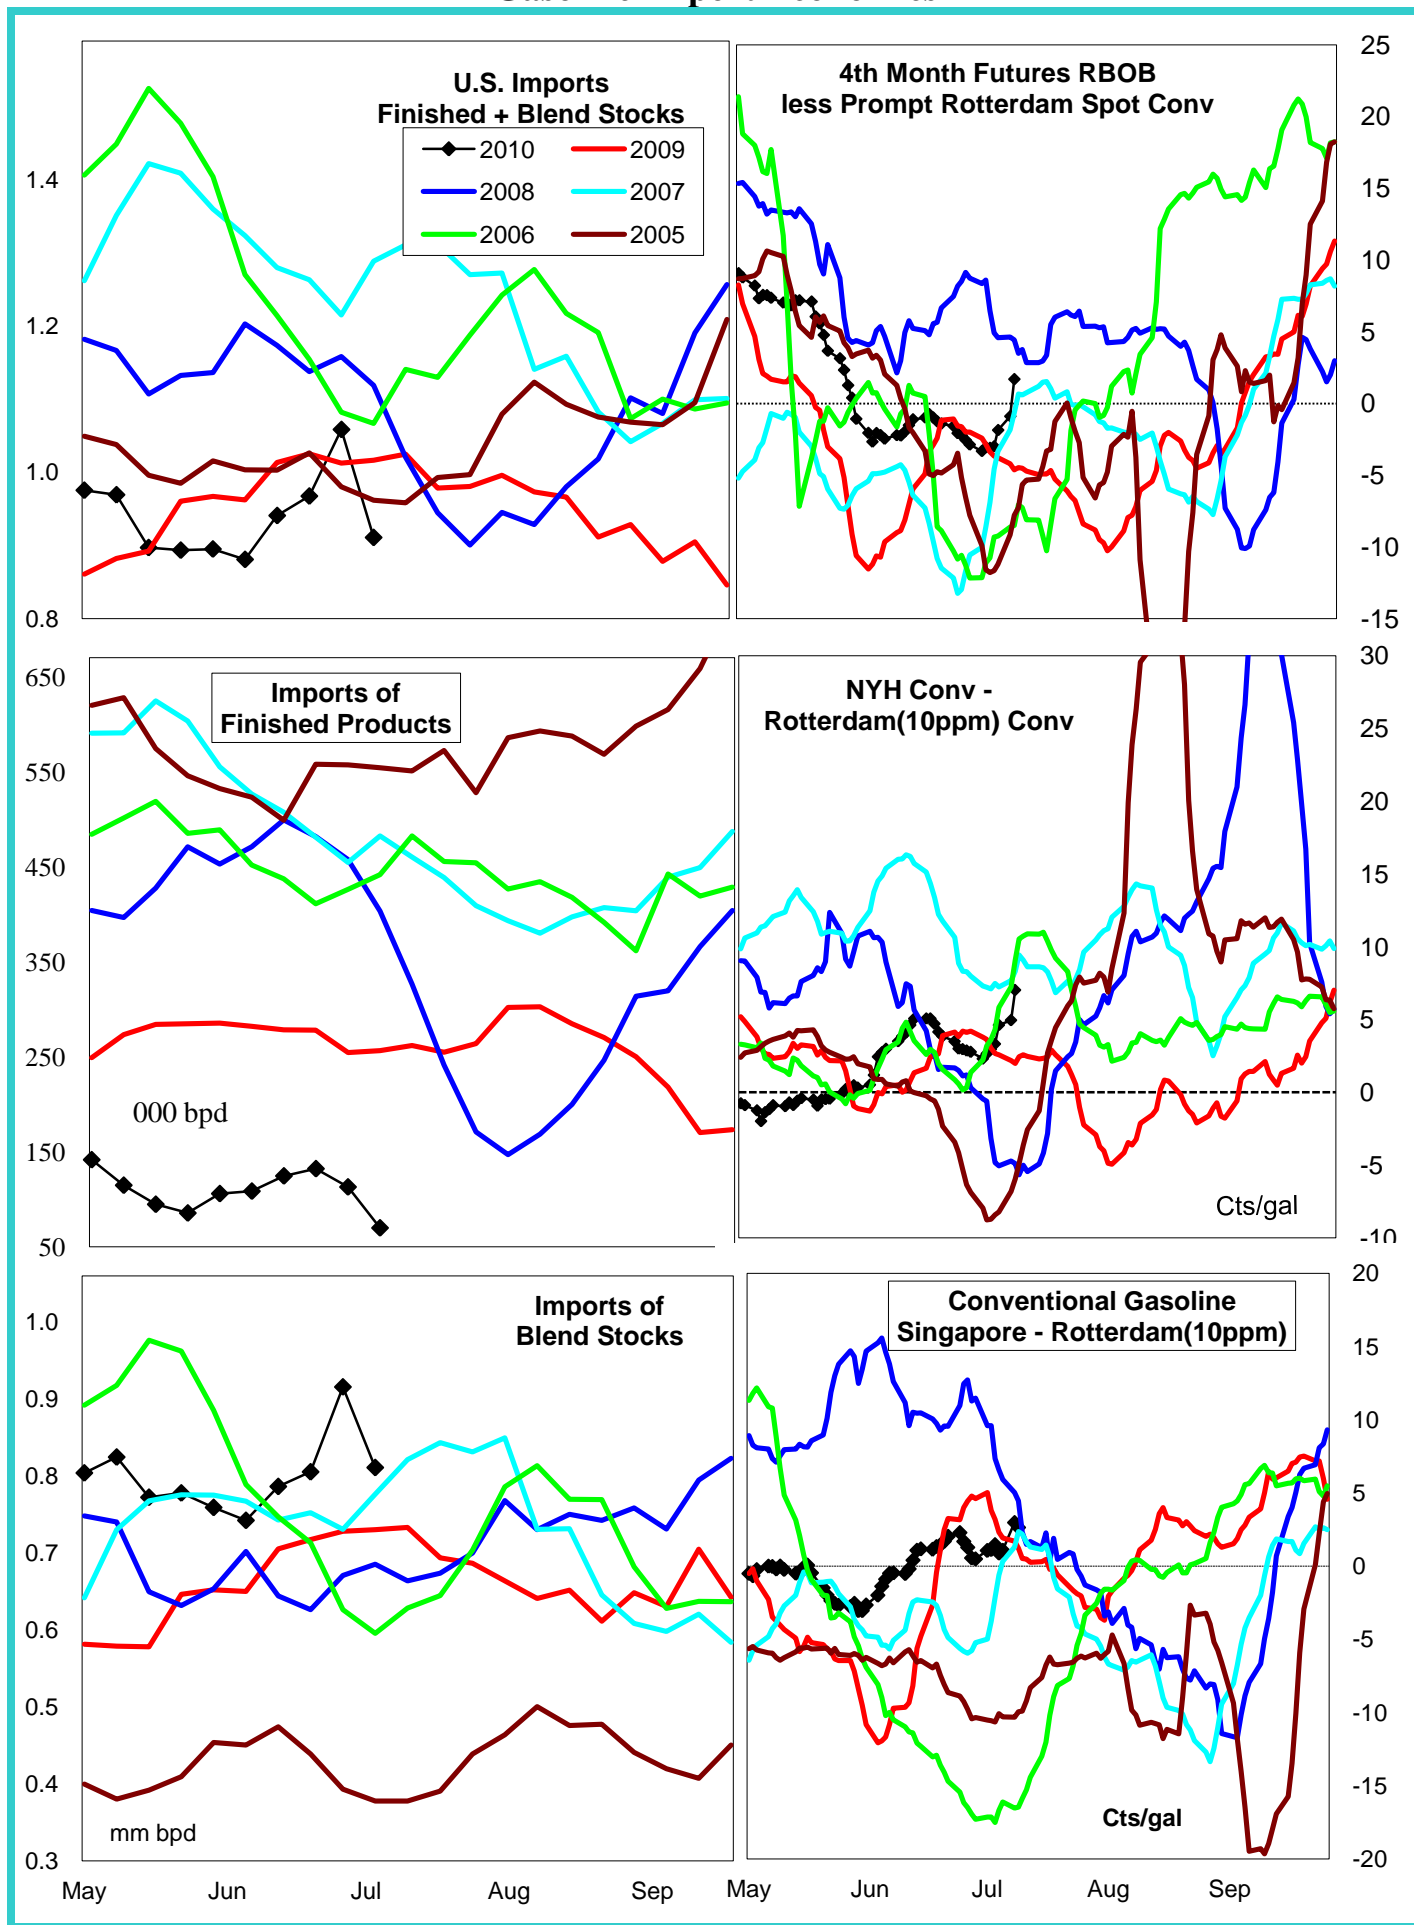 U.S. Imports
Finished + Blend Stocks
2010
2009
2008
2007
2006
2005
1.4
1.2
1.0
0.8
4th Month Futures RBOB
less Prompt Rotterdam Spot Conv
25
20
15
10
5
0
-5
-10
-15
Imports of
Finished Products
650
550
450
350
250
150
50
000 bpd
NYH Conv -
Rotterdam(10ppm) Conv
30
25
20
15
10
5
0
-5
-10
Cts/gal
Imports of
Blend Stocks
1.0
0.9
0.8
0.7
0.6
0.5
0.4
0.3
mm bpd
May Jun Jul Aug Sep
Conventional Gasoline
Singapore - Rotterdam(10ppm)
20
15
10
5
0
-5
-10
-15
-20
Cts/gal
May Jun Jul Aug Sep